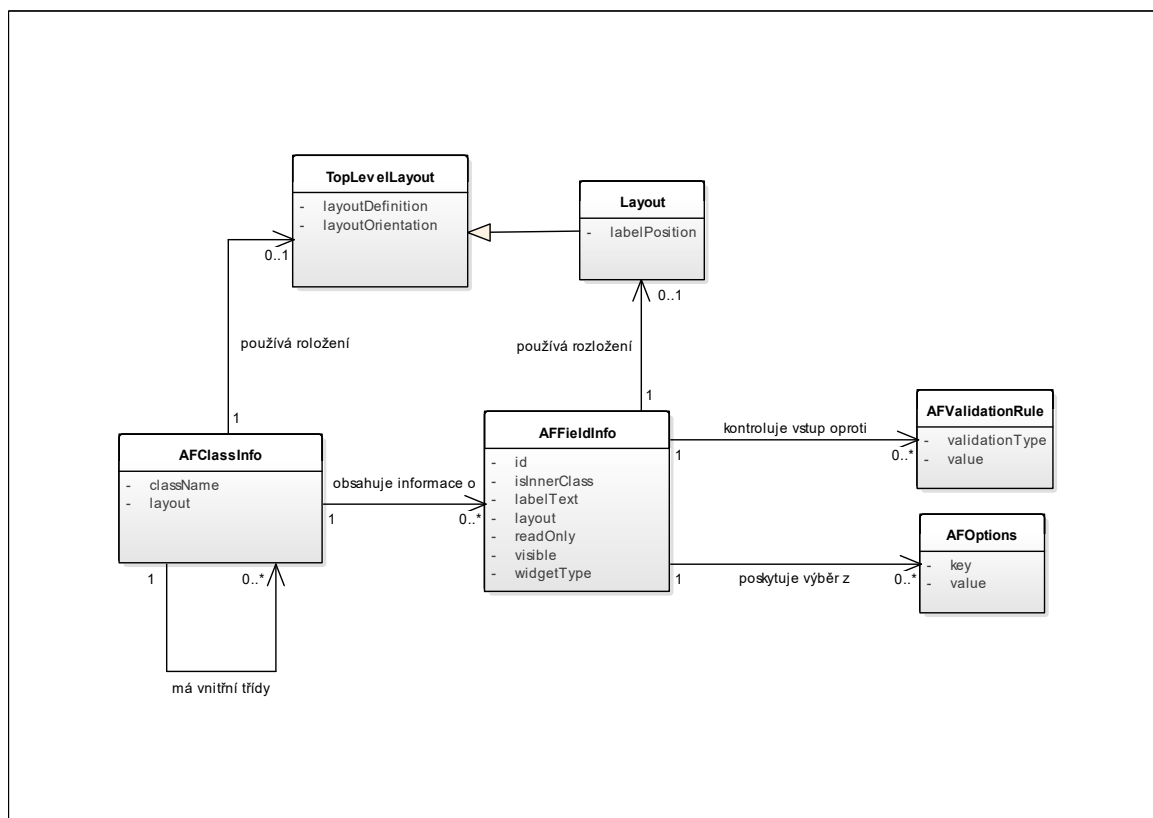 TopLevelLayout
- layoutDefinition
- layoutOrientation
Layout
- labelPosition
0..1
0..1
používá roložení
používá rozložení
1
1
AFClassInfo
- className
- layout
obsahuje informace o
1
0..*
AFFieldInfo
- id
- isInnerClass
- labelText
- layout
- readOnly
- visible
- widgetType
kontroluje vstup oproti
1
0..*
AFValidationRule
- validationType
- value
poskytuje výběr z
1
0..*
AFOptions
- key
- value
1
0..*
má vnitřní třídy